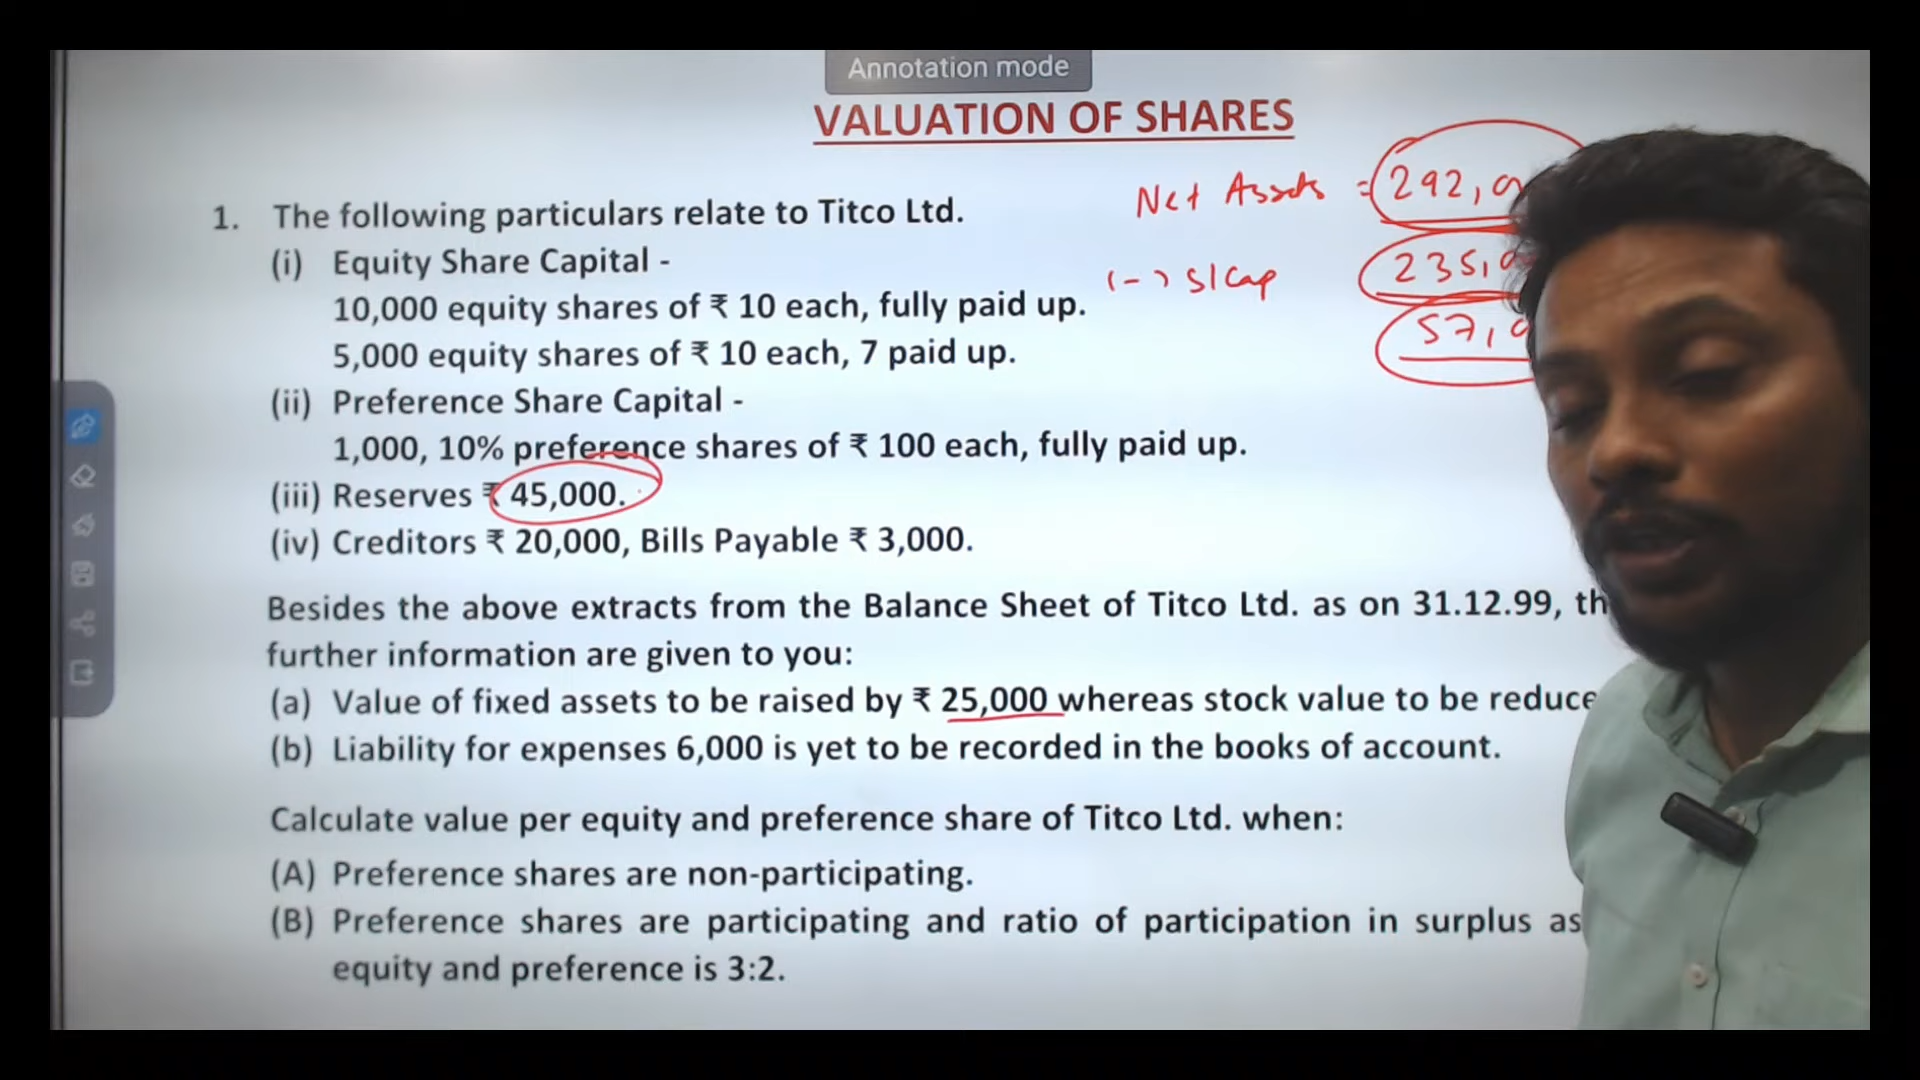 Annotation mode
VALUATION OF SHARES
Net Assets = 292,
1. The following particulars relate to Titco Ltd.
(i) Equity Share Capital -
(-) S/Cap 235,
10,000 equity shares of ₹ 10 each, fully paid up.
57,
5,000 equity shares of ₹ 10 each, 7 paid up.
(ii) Preference Share Capital -
1,000, 10% preference shares of ₹ 100 each, fully paid up.
(iii) Reserves ₹ 45,000.
(iv) Creditors ₹ 20,000, Bills Payable ₹ 3,000.
Besides the above extracts from the Balance Sheet of Titco Ltd. as on 31.12.99,
further information are given to you:
(a) Value of fixed assets to be raised by ₹ 25,000 whereas stock value to be
(b) Liability for expenses 6,000 is yet to be recorded in the books of account.
Calculate value per equity and preference share of Titco Ltd. when:
(A) Preference shares are non-participating.
(B) Preference shares are participating and ratio of participation in surplus as
equity and preference is 3:2.